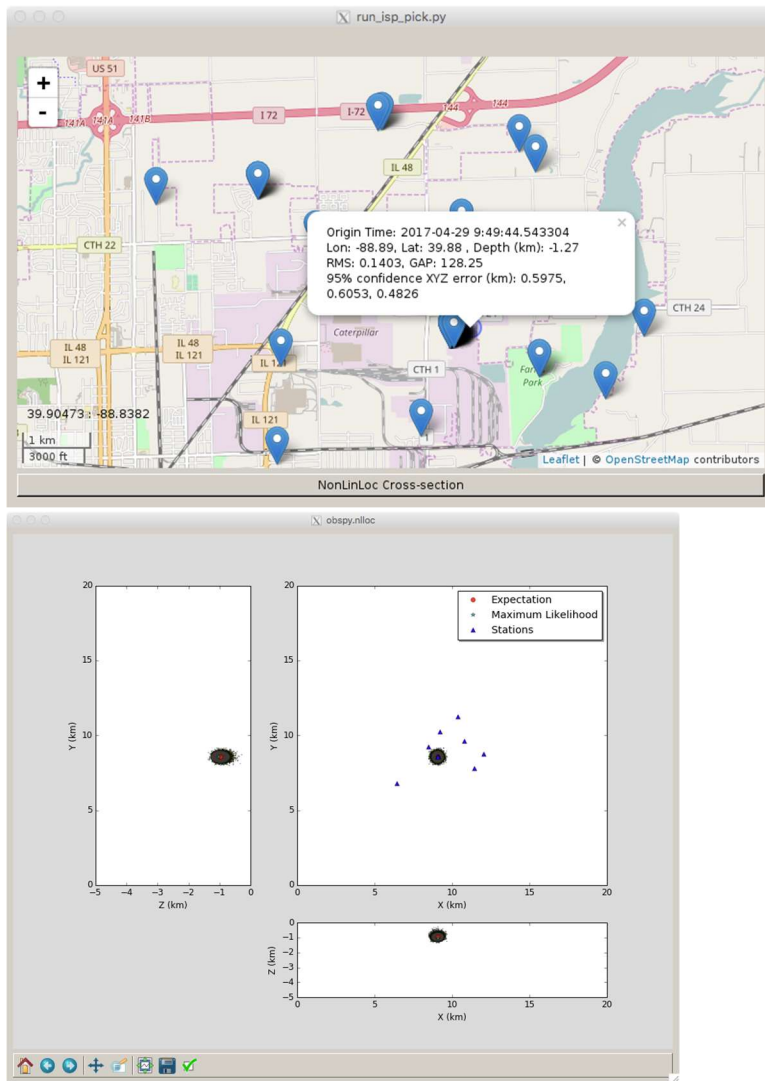 run_isp_pick.py
+
-
US 51
141A 141B
141A
I 72
I-72
144
144
IL 48
CTH 22
Origin Time: 2017-04-29 9:49:44.543304
Lon: -88.89, Lat: 39.88 , Depth (km): -1.27
RMS: 0.1403, GAP: 128.25
95% confidence XYZ error (km): 0.5975,
0.6053, 0.4826
×
CTH 24
Caterpillar
IL 48
IL 121
IL 48
IL 121
CTH 1
Park
39.90473 : -88.8382
IL 121
1 km
3000 ft
Leaflet | © OpenStreetMap contributors
NonLinLoc Cross-section
obspy.nlloc
20
15
10
5
0
Y (km)
−5 −4 −3 −2 −1 0
Z (km)
20
15
10
5
0
Y (km)
Expectation
Maximum Likelihood
Stations
0 5 10 15 20
X (km)
0
−1
−2
−3
−4
−5
Z (km)
0 5 10 15 20
X (km)